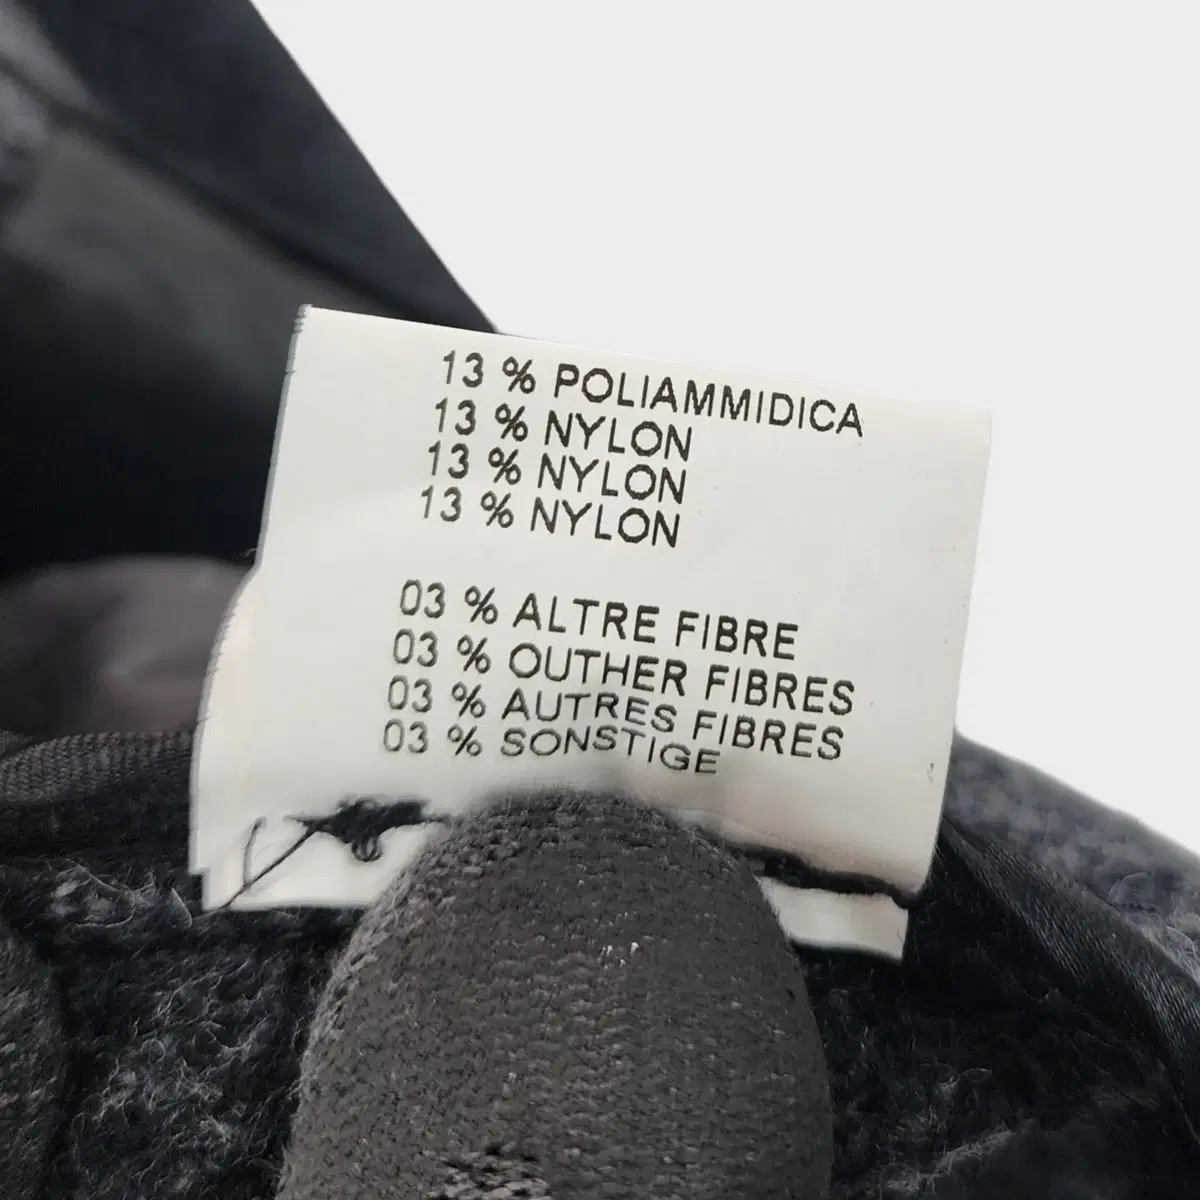 13 % POLIAMMIDICA
13 % NYLON
13 % NYLON
13 % NYLON
03 % ALTRE FIBRE
03 % OUTHER FIBRES
03 % AUTRES FIBRES
03 % SONSTIGE